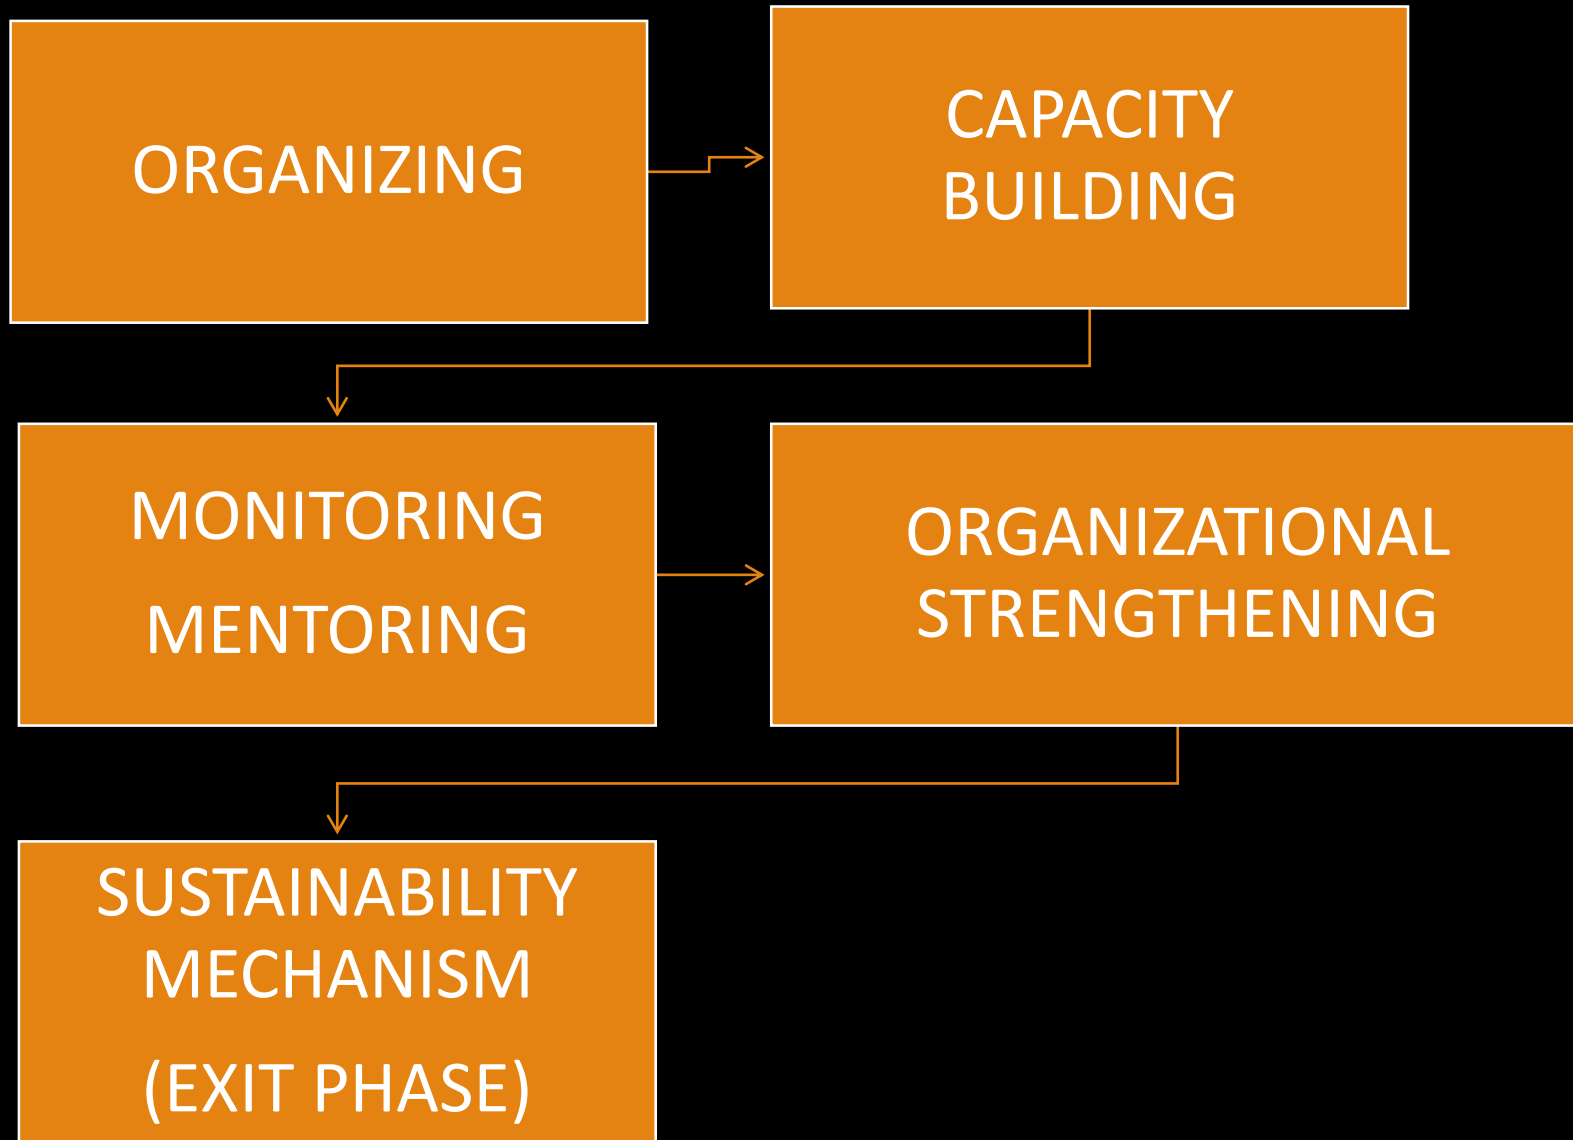 ORGANIZING
CAPACITY
BUILDING
MONITORING
MENTORING
ORGANIZATIONAL
STRENGTHENING
SUSTAINABILITY
MECHANISM
(EXIT PHASE)